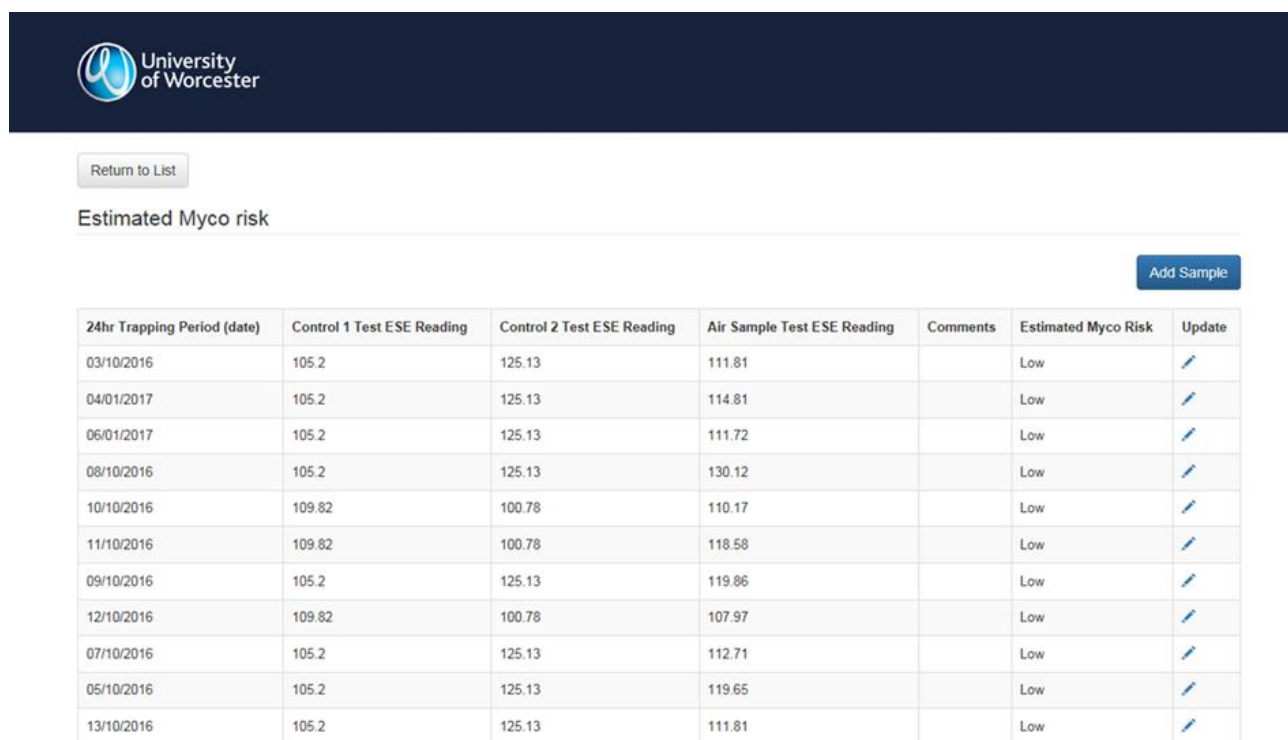 University
of Worcester
Return to List
Estimated Myco risk
Add Sample
24hr Trapping Period (date) Control 1 Test ESE Reading Control 2 Test ESE Reading Air Sample Test ESE Reading Comments Estimated Myco Risk Update
03/10/2016 105.2 125.13 111.81 Low
04/01/2017 105.2 125.13 114.81 Low
06/01/2017 105.2 125.13 111.72 Low
08/10/2016 105.2 125.13 130.12 Low
10/10/2016 109.82 100.78 110.17 Low
11/10/2016 109.82 100.78 118.58 Low
09/10/2016 105.2 125.13 119.86 Low
12/10/2016 109.82 100.78 107.97 Low
07/10/2016 105.2 125.13 112.71 Low
05/10/2016 105.2 125.13 119.65 Low
13/10/2016 105.2 125.13 111.81 Low